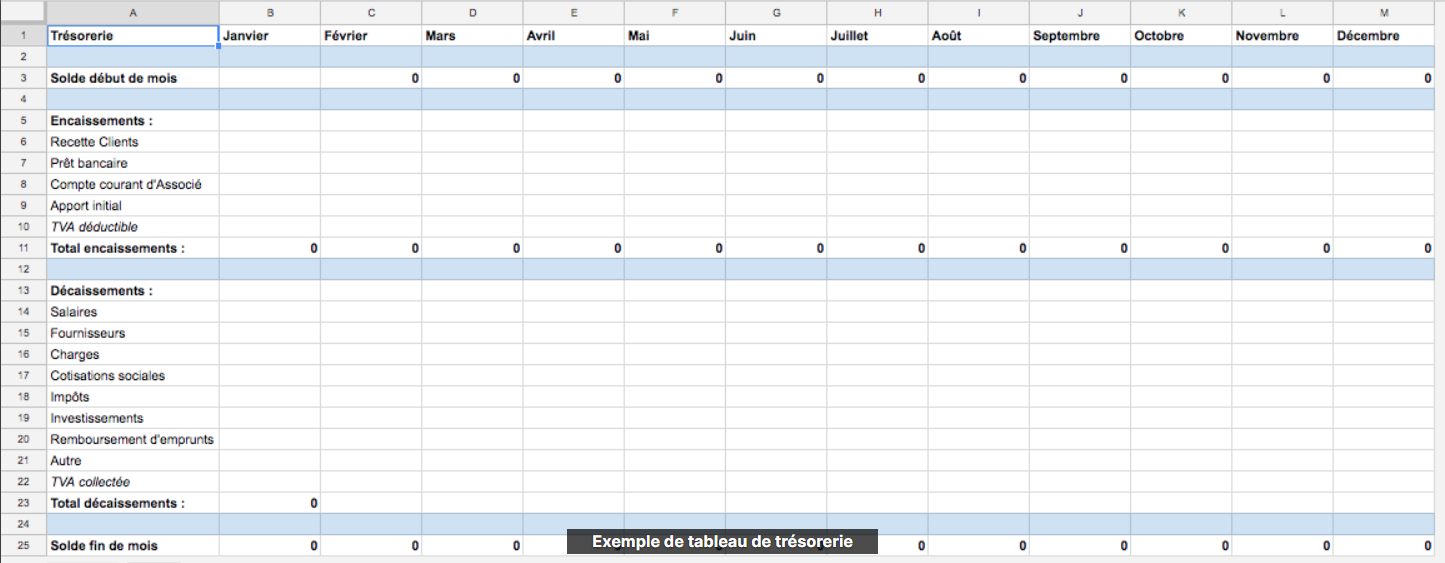 A B C D E F G H I J K L M
1 Trésorerie Janvier Février Mars Avril Mai Juin Juillet Août Septembre Octobre Novembre Décembre
2
3 Solde début de mois 0 0 0 0 0 0 0 0 0 0 0
4
5 Encaissements :
6 Recette Clients
7 Prêt bancaire
8 Compte courant d'Associé
9 Apport initial
10 TVA déductible
11 Total encaissements : 0 0 0 0 0 0 0 0 0 0 0 0
12
13 Décaissements :
14 Salaires
15 Fournisseurs
16 Charges
17 Cotisations sociales
18 Impôts
19 Investissements
20 Remboursement d'emprunts
21 Autre
22 TVA collectée
23 Total décaissements : 0
24
25 Solde fin de mois 0 0 0 0 0 0 0 0 0
Exemple de tableau de trésorerie